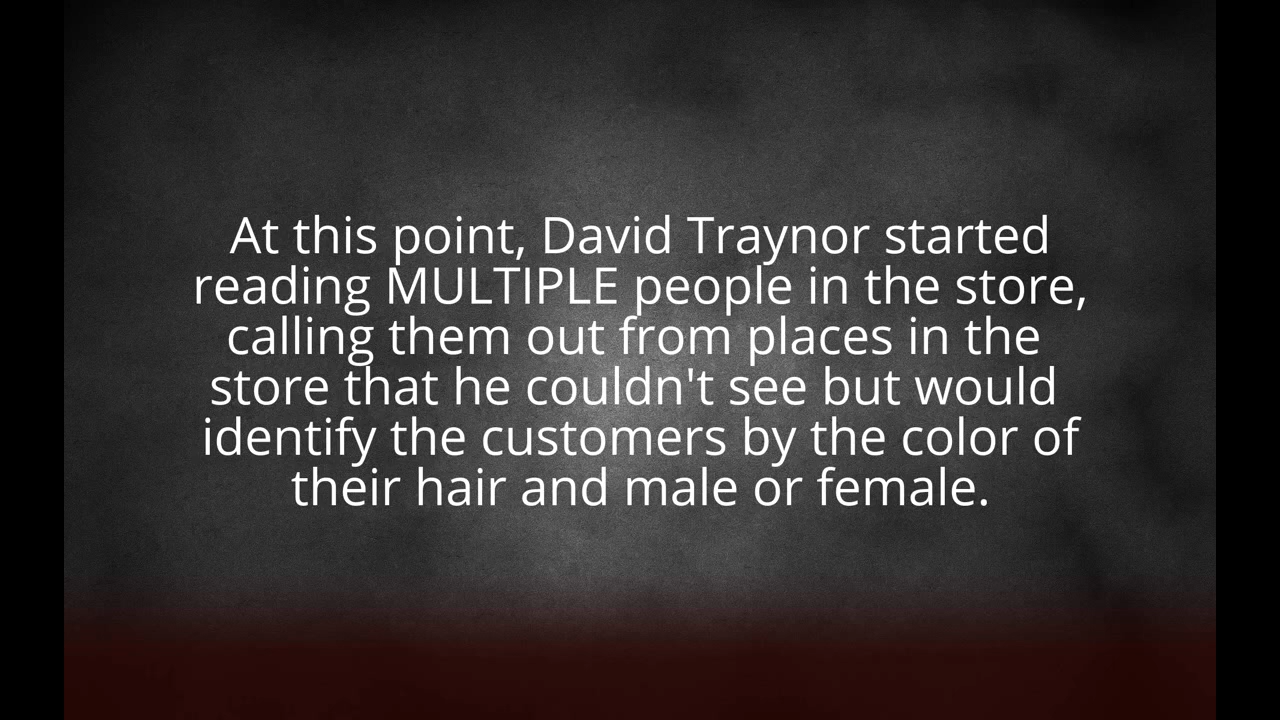 At this point, David Traynor started
reading MULTIPLE people in the store,
calling them out from places in the
store that he couldn't see but would
identify the customers by the color of
their hair and male or female.